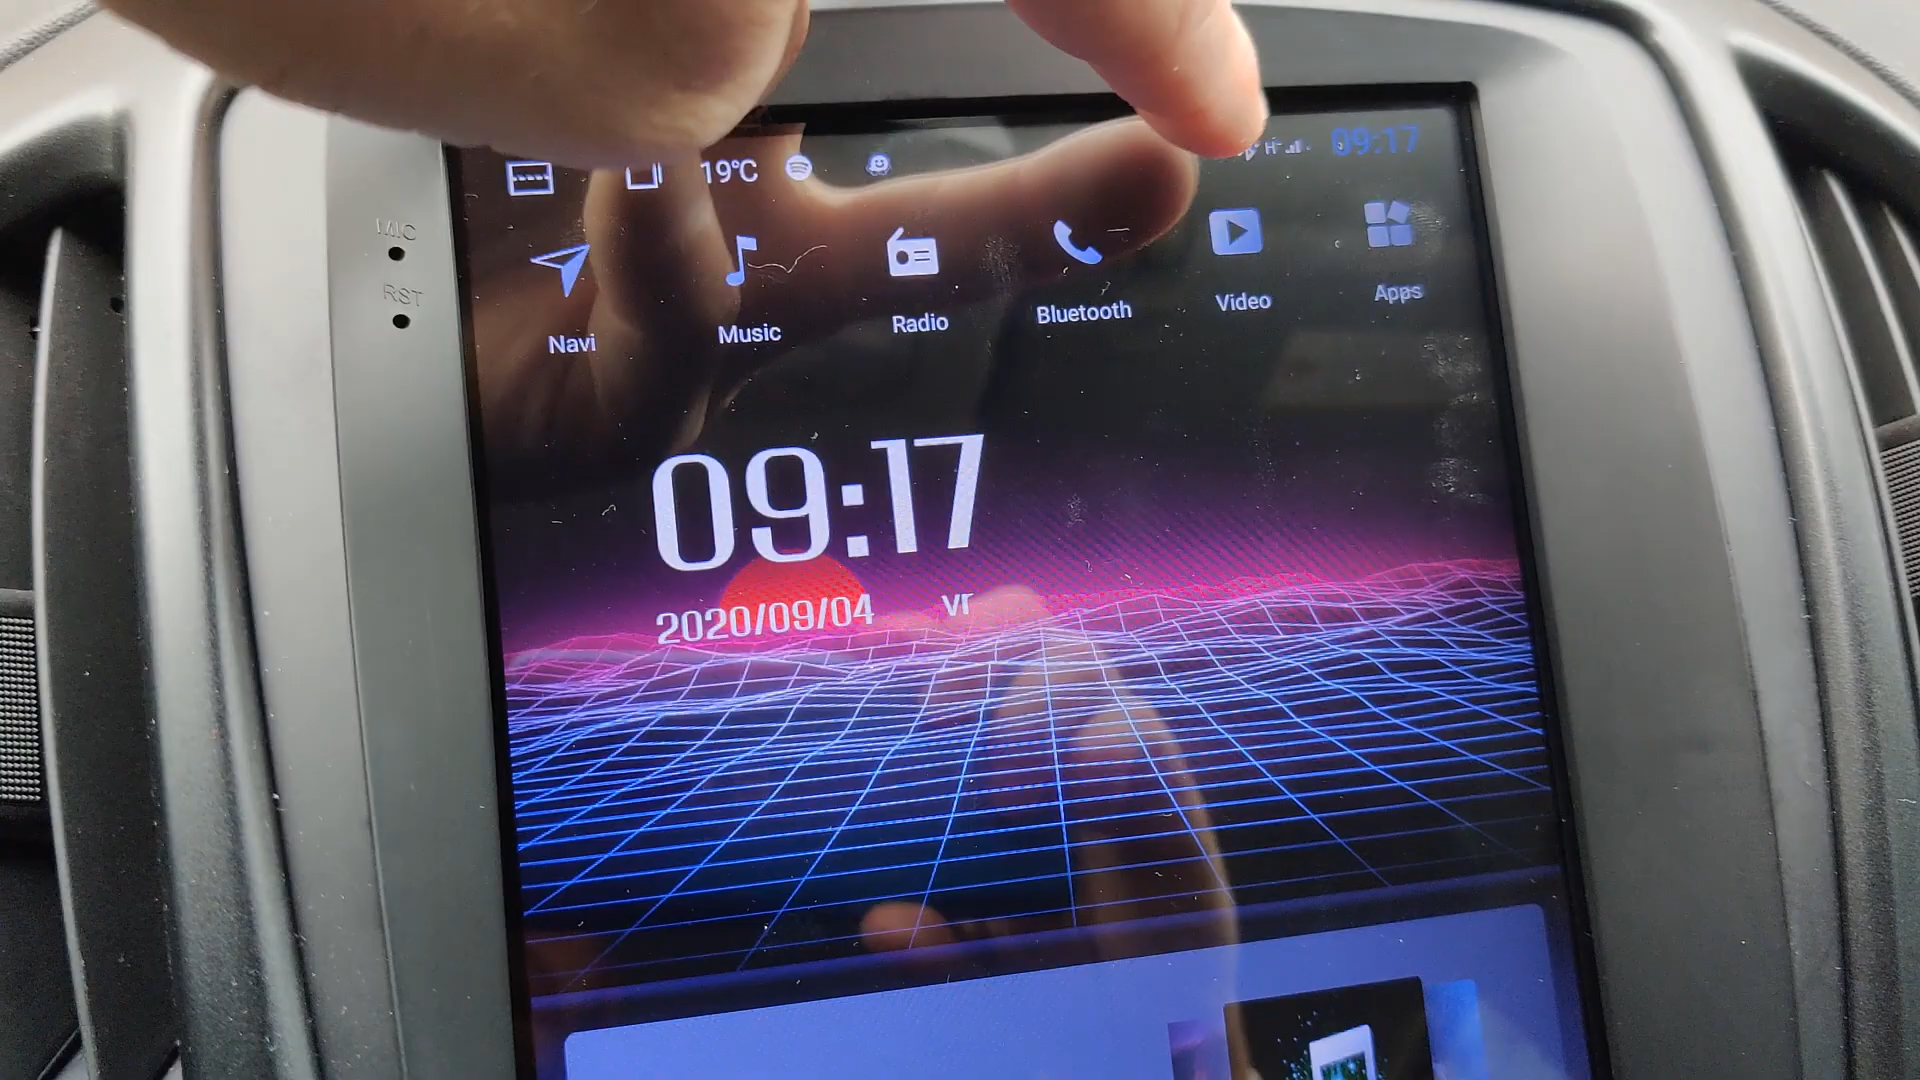 MIC
RST
19°C
H+
09:17
Navi
Music
Radio
Bluetooth
Video
Apps
09:17
2020/09/04 vr